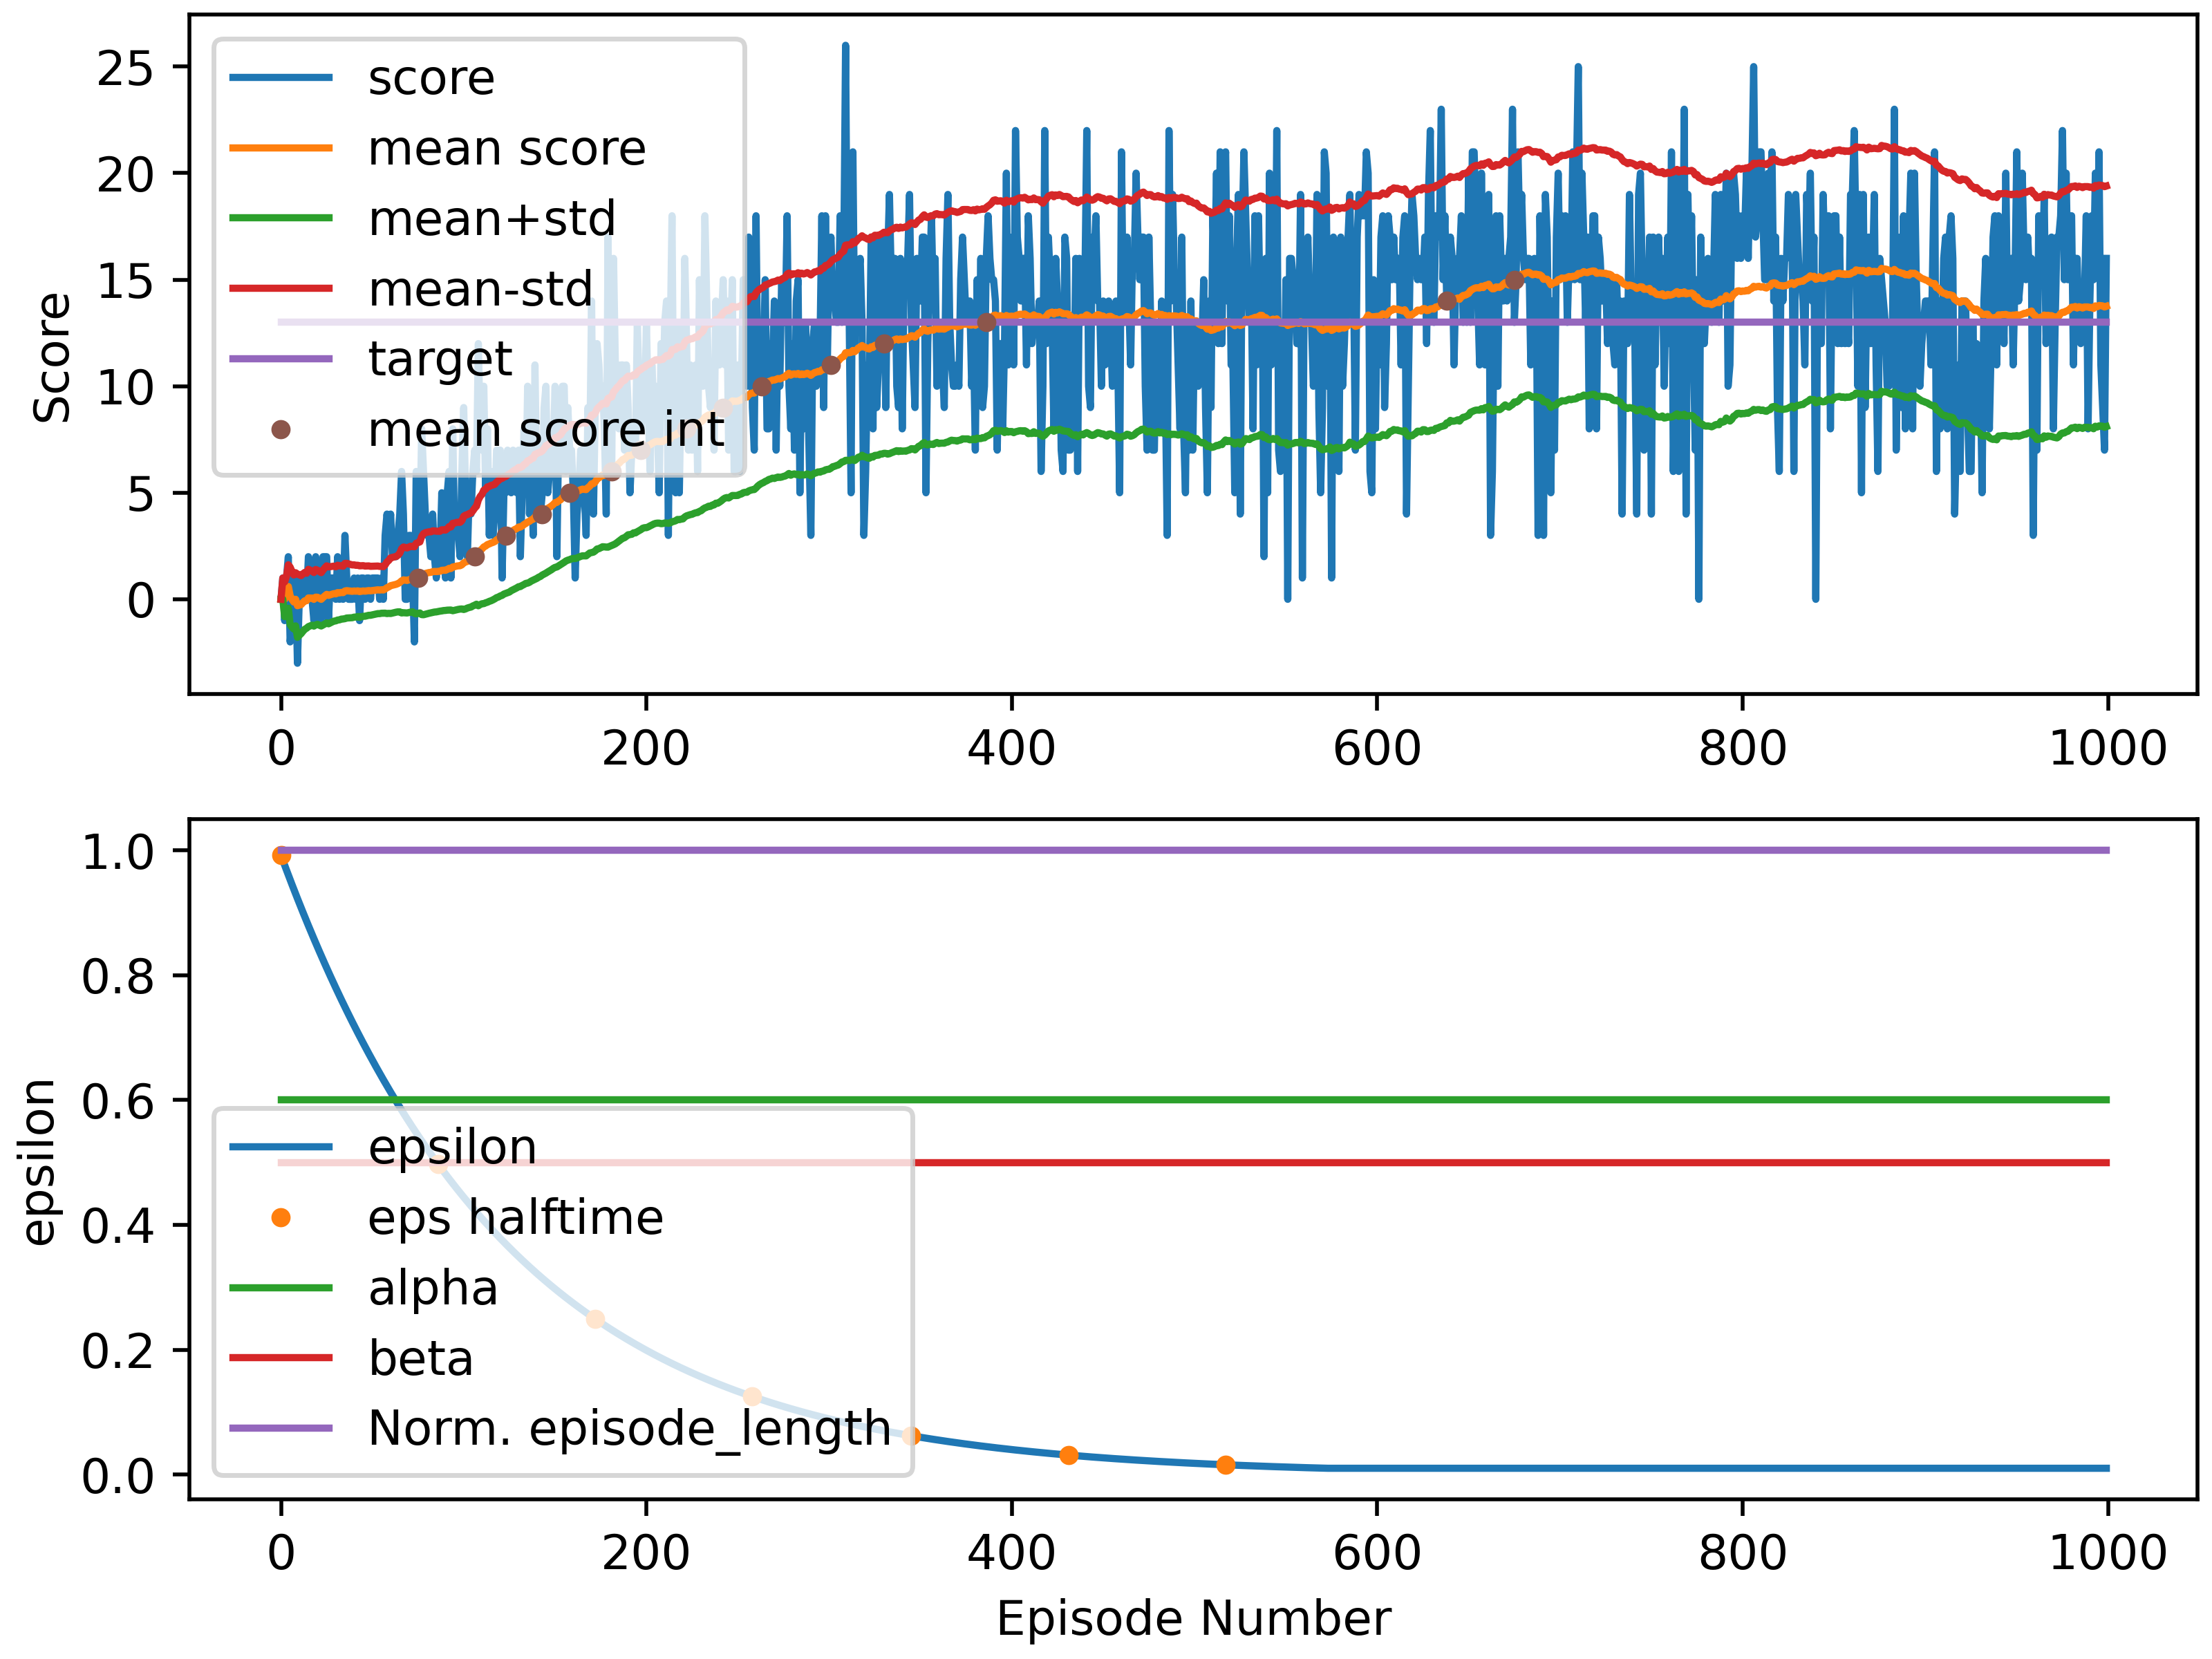 25
20
15
10
5
0
Score
score
mean score
mean+std
mean-std
target
mean score int
0 200 400 600 800 1000
1.0
0.8
0.6
0.4
0.2
0.0
epsilon
epsilon
eps halftime
alpha
beta
Norm. episode_length
0 200 400 600 800 1000
Episode Number